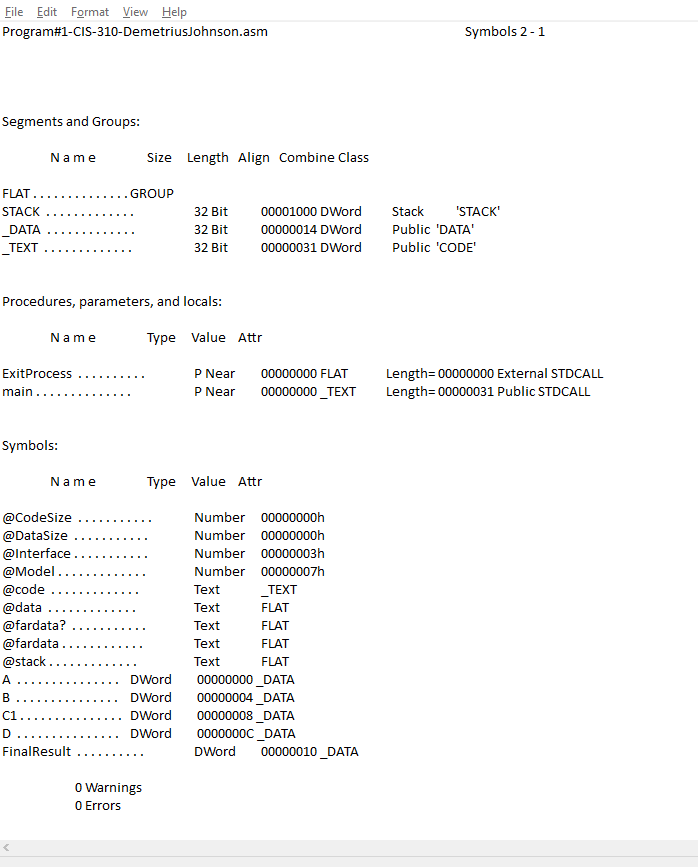 File Edit Format View Help
Program#1-CIS-310-DemetriusJohnson.asm Symbols 2 - 1
Segments and Groups:
N a m e Size Length Align Combine Class
FLAT . . . . . . . . . . . . . . GROUP
STACK . . . . . . . . . . . . . 32 Bit 00001000 DWord Stack 'STACK'
_DATA . . . . . . . . . . . . . 32 Bit 00000014 DWord Public 'DATA'
_TEXT . . . . . . . . . . . . . 32 Bit 00000031 DWord Public 'CODE'
Procedures, parameters, and locals:
N a m e Type Value Attr
ExitProcess . . . . . . . . . . P Near 00000000 FLAT Length= 00000000 External STDCALL
main . . . . . . . . . . . . . . P Near 00000000 _TEXT Length= 00000031 Public STDCALL
Symbols:
N a m e Type Value Attr
@CodeSize . . . . . . . . . . . Number 00000000h
@DataSize . . . . . . . . . . . Number 00000000h
@Interface . . . . . . . . . . . Number 00000003h
@Model . . . . . . . . . . . . . Number 00000007h
@code . . . . . . . . . . . . . Text _TEXT
@data . . . . . . . . . . . . . Text FLAT
@fardata? . . . . . . . . . . . Text FLAT
@fardata . . . . . . . . . . . . Text FLAT
@stack . . . . . . . . . . . . . Text FLAT
A . . . . . . . . . . . . . . . DWord 00000000 _DATA
B . . . . . . . . . . . . . . . DWord 00000004 _DATA
C1 . . . . . . . . . . . . . . . DWord 00000008 _DATA
D . . . . . . . . . . . . . . . DWord 0000000C _DATA
FinalResult . . . . . . . . . . DWord 00000010 _DATA
0 Warnings
0 Errors